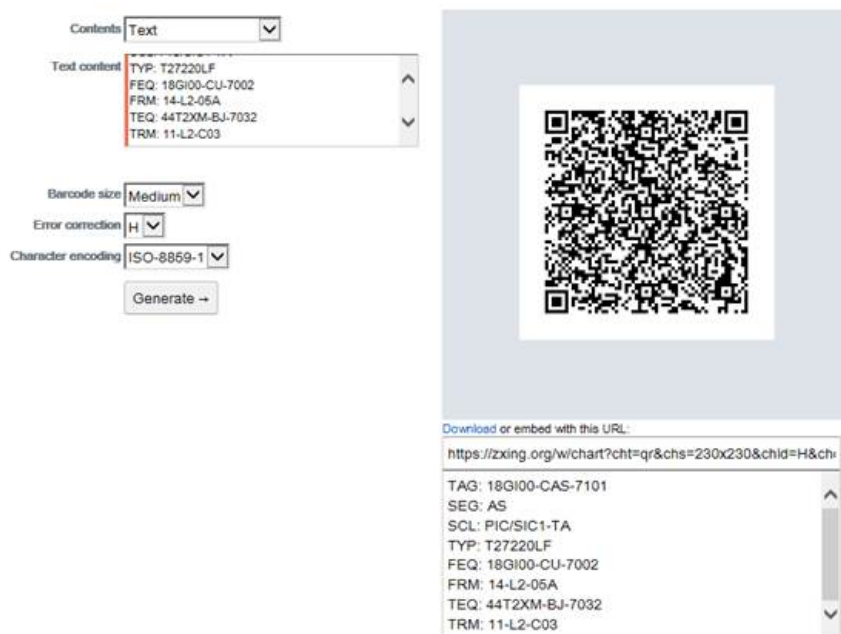 Contents Text
Text content
TYP: T27220LF
FEQ: 18GI00-CU-7002
FRM: 14-L2-05A
TEQ: 44T2XM-BJ-7032
TRM: 11-L2-C03
Barcode size Medium
Error correction H
Character encoding ISO-8859-1
Generate →
Download or embed with this URL:
https://zxing.org/w/chart?cht=qr&chs=230x230&chld=H&ch
TAG: 18GI00-CAS-7101
SEG: AS
SCL: PIC/SIC1-TA
TYP: T27220LF
FEQ: 18GI00-CU-7002
FRM: 14-L2-05A
TEQ: 44T2XM-BJ-7032
TRM: 11-L2-C03